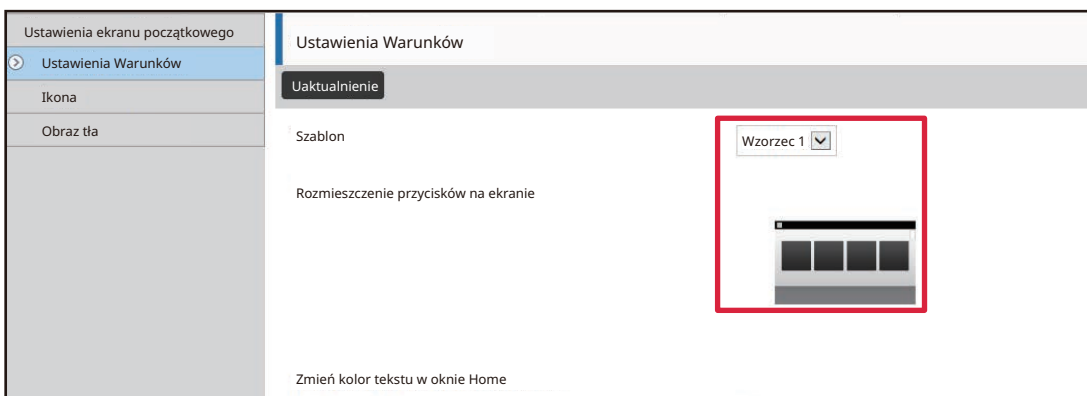 Ustawienia ekranu początkowego
Ustawienia Warunków
Ikona
Obraz tła
Ustawienia Warunków
Uaktualnienie
Szablon
Wzorzec 1
Rozmieszczenie przycisków na ekranie
Zmień kolor tekstu w oknie Home